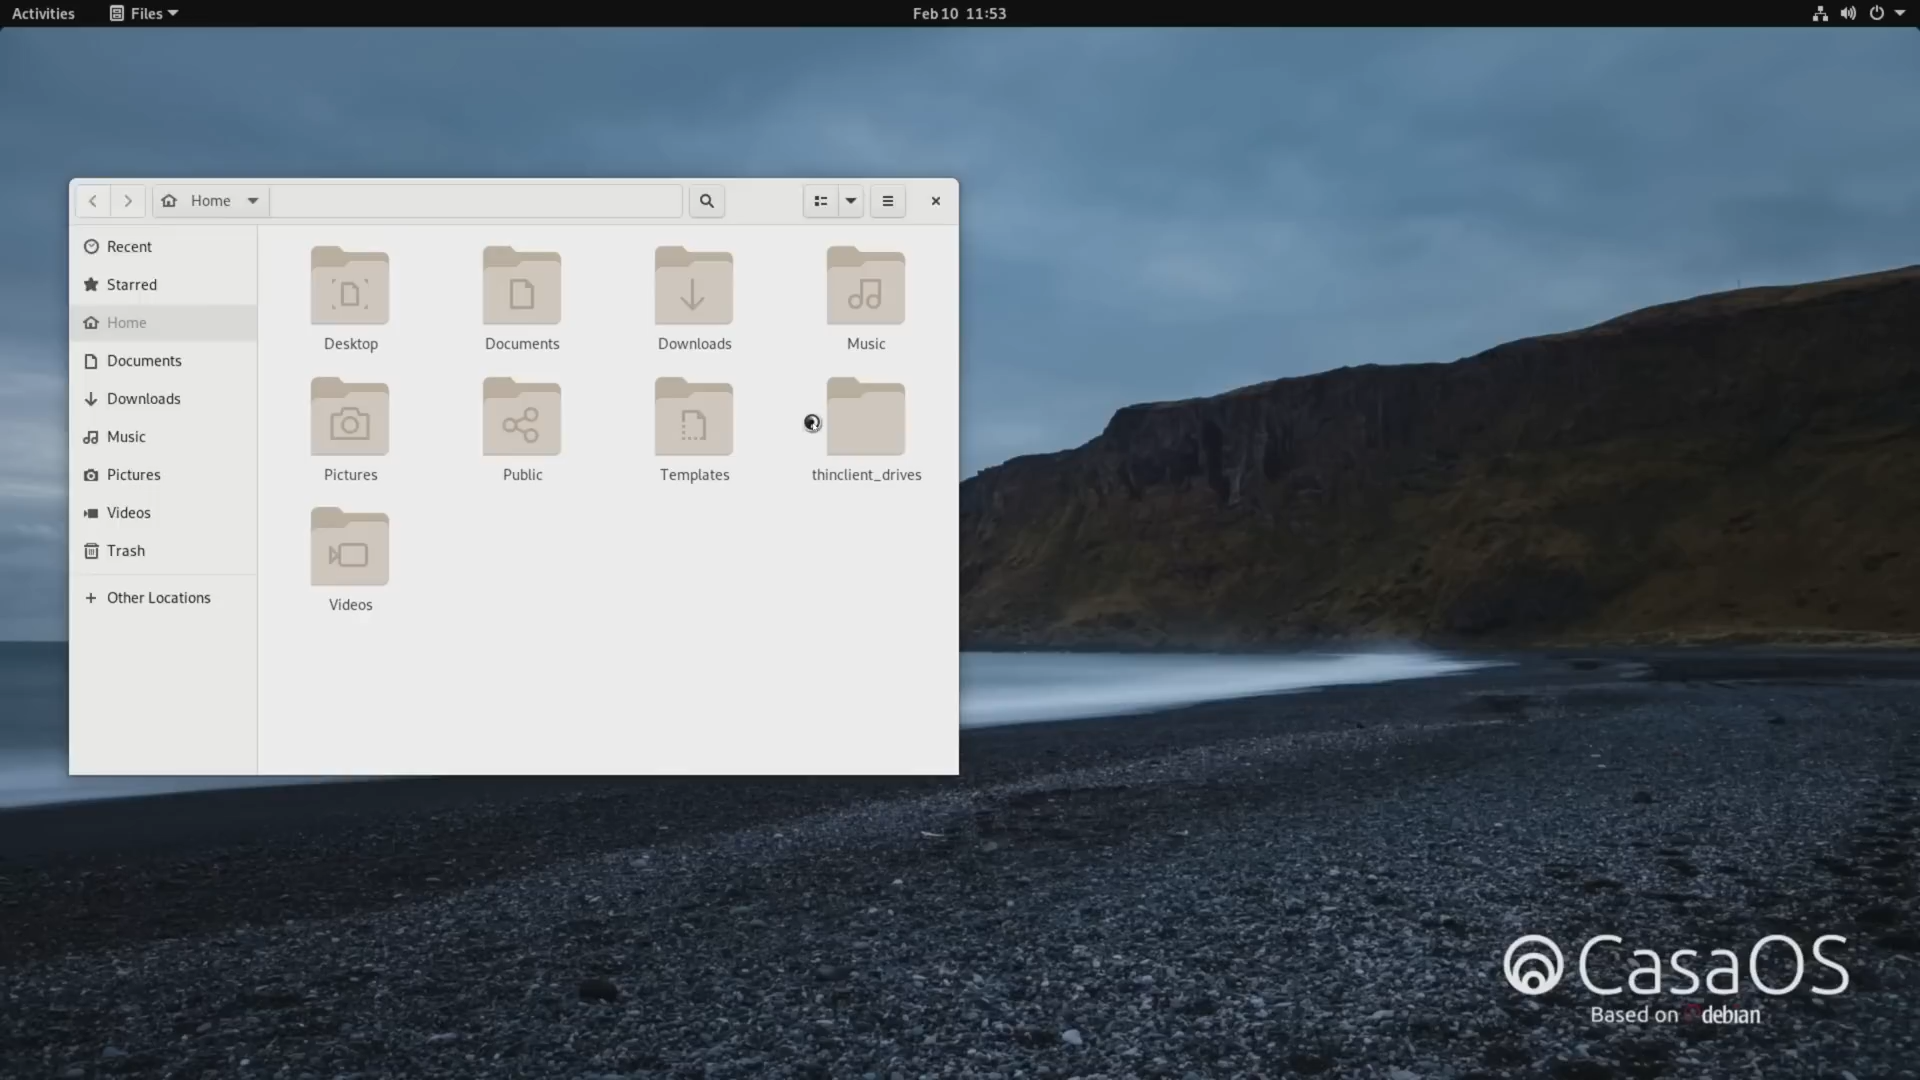 Activities
Files
Feb 10 11:53
Home
Recent
Starred
Home
Documents
Downloads
Music
Pictures
Videos
Trash
Other Locations
Desktop
Documents
Downloads
Music
Pictures
Public
Templates
thinclient_drives
Videos
CasaOS
Based on debian